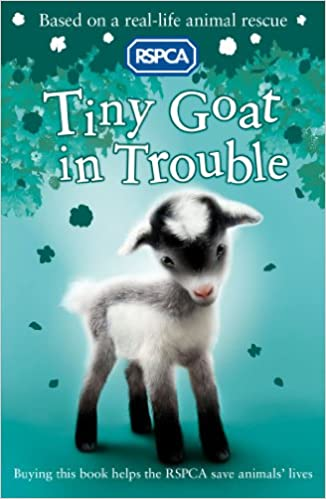 Based on a real-life animal rescue
RSPCA
Tiny Goat
in Trouble
Buying this book helps the RSPCA save animals' lives